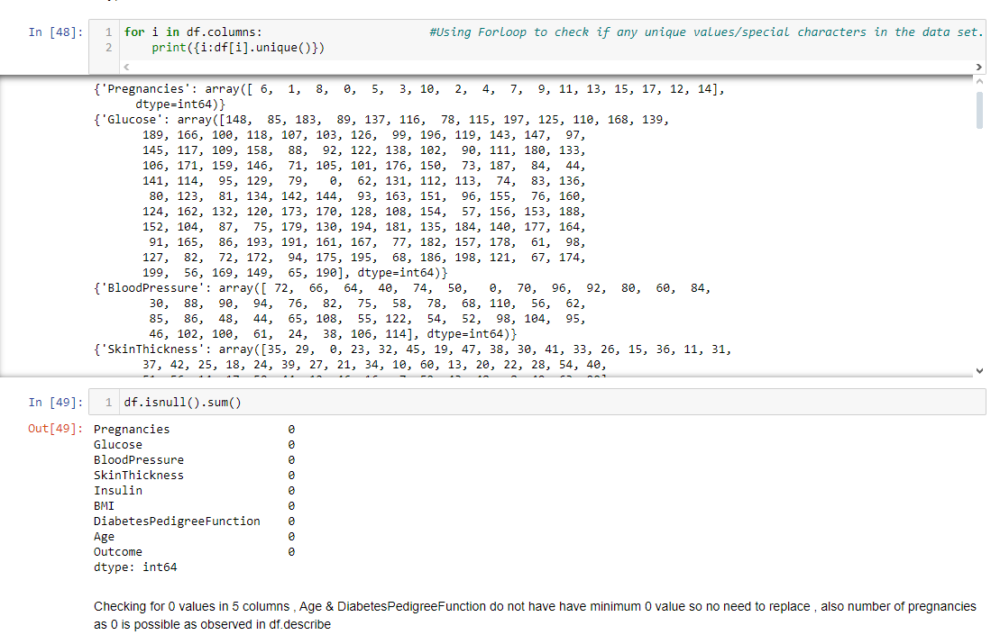 In [48]: 1 for i in df.columns: #Using Forloop to check if any unique values/special characters in the data set.
2 print({i:df[i].unique()})
{'Pregnancies': array([ 6, 1, 8, 0, 5, 3, 10, 2, 4, 7, 9, 11, 13, 15, 17, 12, 14],
dtype=int64)}
{'Glucose': array([148, 85, 183, 89, 137, 116, 78, 115, 197, 125, 110, 168, 139,
189, 166, 100, 118, 107, 103, 126, 99, 196, 119, 143, 147, 97,
145, 117, 109, 158, 88, 92, 122, 138, 102, 90, 111, 180, 133,
106, 171, 159, 146, 71, 105, 101, 176, 150, 73, 187, 84, 44,
141, 114, 95, 129, 79, 0, 62, 131, 112, 113, 74, 83, 136,
80, 123, 81, 134, 142, 144, 93, 163, 151, 96, 155, 76, 160,
124, 162, 132, 120, 173, 170, 128, 108, 154, 57, 156, 153, 188,
152, 104, 87, 75, 179, 130, 194, 181, 135, 184, 140, 177, 164,
91, 165, 86, 193, 191, 161, 167, 77, 182, 157, 178, 61, 98,
127, 82, 72, 172, 94, 175, 195, 68, 186, 198, 121, 67, 174,
199, 56, 169, 149, 65, 190], dtype=int64)}
{'BloodPressure': array([ 72, 66, 64, 40, 74, 50, 0, 70, 96, 92, 80, 60, 84,
30, 88, 90, 94, 76, 82, 75, 58, 78, 68, 110, 56, 62,
85, 86, 48, 44, 65, 108, 55, 122, 54, 52, 98, 104, 95,
46, 102, 100, 61, 24, 38, 106, 114], dtype=int64)}
{'SkinThickness': array([35, 29, 0, 23, 32, 45, 19, 47, 38, 30, 41, 33, 26, 15, 36, 11, 31,
37, 42, 25, 18, 24, 39, 27, 21, 34, 10, 60, 13, 20, 22, 28, 54, 40,
In [49]: 1 df.isnull().sum()
Out[49]: Pregnancies 0
Glucose 0
BloodPressure 0
SkinThickness 0
Insulin 0
BMI 0
DiabetesPedigreeFunction 0
Age 0
Outcome 0
dtype: int64
Checking for 0 values in 5 columns , Age & DiabetesPedigreeFunction do not have have minimum 0 value so no need to replace , also number of pregnancies
as 0 is possible as observed in df.describe